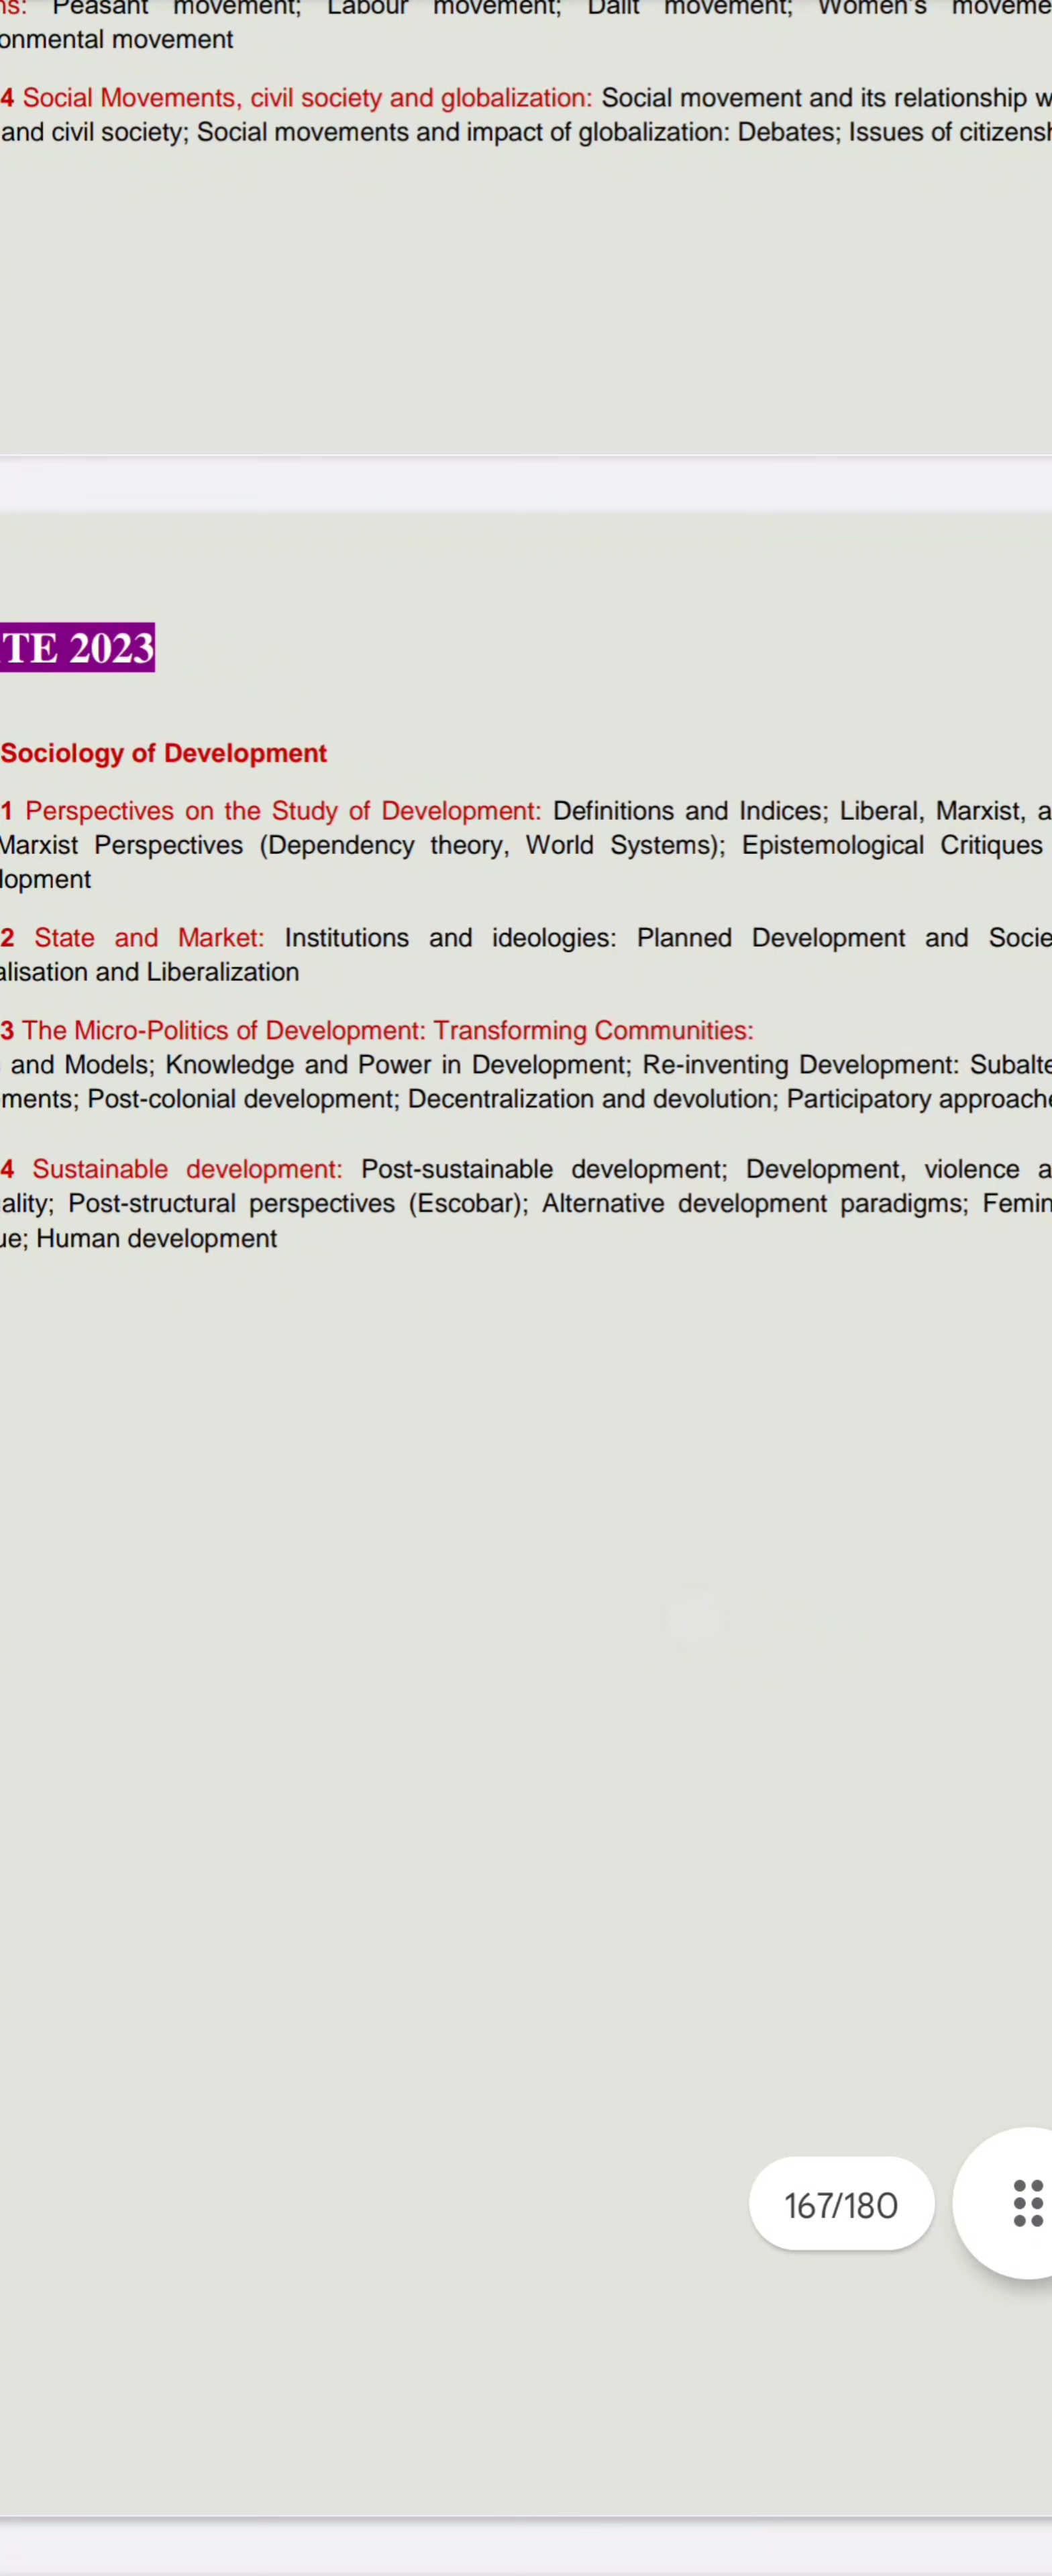 ns: Peasant movement; Labour movement; Dalit movement; Women's moveme
onmental movement
4 Social Movements, civil society and globalization: Social movement and its relationship w
and civil society; Social movements and impact of globalization: Debates; Issues of citizensh
TE 2023
Sociology of Development
1 Perspectives on the Study of Development: Definitions and Indices; Liberal, Marxist, a
Marxist Perspectives (Dependency theory, World Systems); Epistemological Critiques
lopment
2 State and Market: Institutions and ideologies: Planned Development and Socie
alisation and Liberalization
3 The Micro-Politics of Development: Transforming Communities:
and Models; Knowledge and Power in Development; Re-inventing Development: Subalte
ments; Post-colonial development; Decentralization and devolution; Participatory approache
4 Sustainable development: Post-sustainable development; Development, violence a
ality; Post-structural perspectives (Escobar); Alternative development paradigms; Femin
ue; Human development
167/180